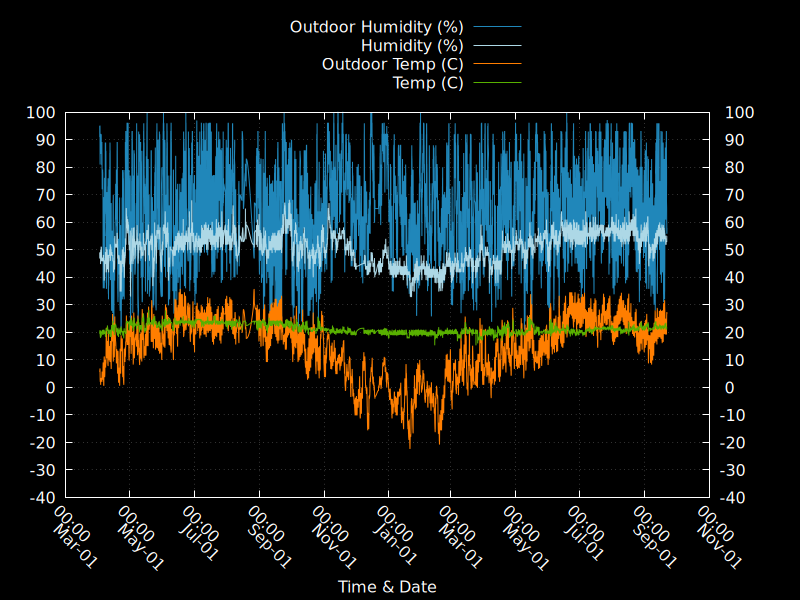 Outdoor Humidity (%)
Humidity (%)
Outdoor Temp (C)
Temp (C)
100 100
90 90
80 80
70 70
60 60
50 50
40 40
30 30
20 20
10 10
0 0
-10 -10
-20 -20
-30 -30
-40 -40
00:00 00:00 00:00 00:00 00:00 00:00 00:00 00:00 00:00 00:00 00:00
Mar-01 May-01 Jul-01 Sep-01 Nov-01 Jan-01 Mar-01 May-01 Jul-01 Sep-01 Nov-01
Time & Date